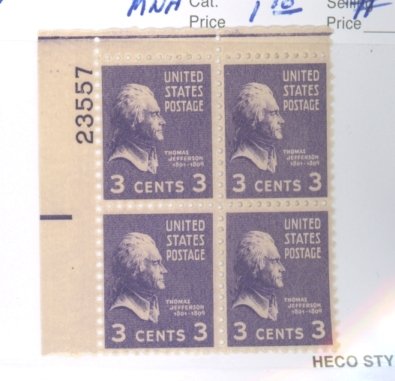 MNH Cat. 1.10
Price Price
23557
UNITED STATES POSTAGE
THOMAS JEFFERSON
1801-1809
3 CENTS 3
UNITED STATES POSTAGE
THOMAS JEFFERSON
1801-1809
3 CENTS 3
UNITED STATES POSTAGE
THOMAS JEFFERSON
1801-1809
3 CENTS 3
UNITED STATES POSTAGE
THOMAS JEFFERSON
1801-1809
3 CENTS 3
HECO STY